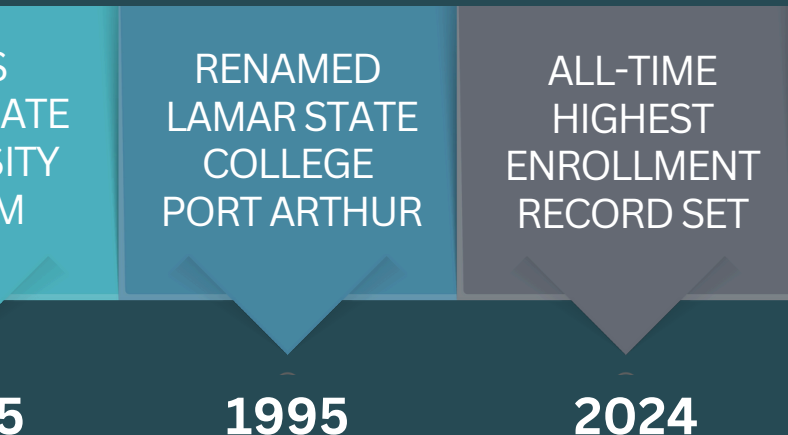 RENAMED
LAMAR STATE
COLLEGE
PORT ARTHUR
1995
ALL-TIME
HIGHEST
ENROLLMENT
RECORD SET
2024